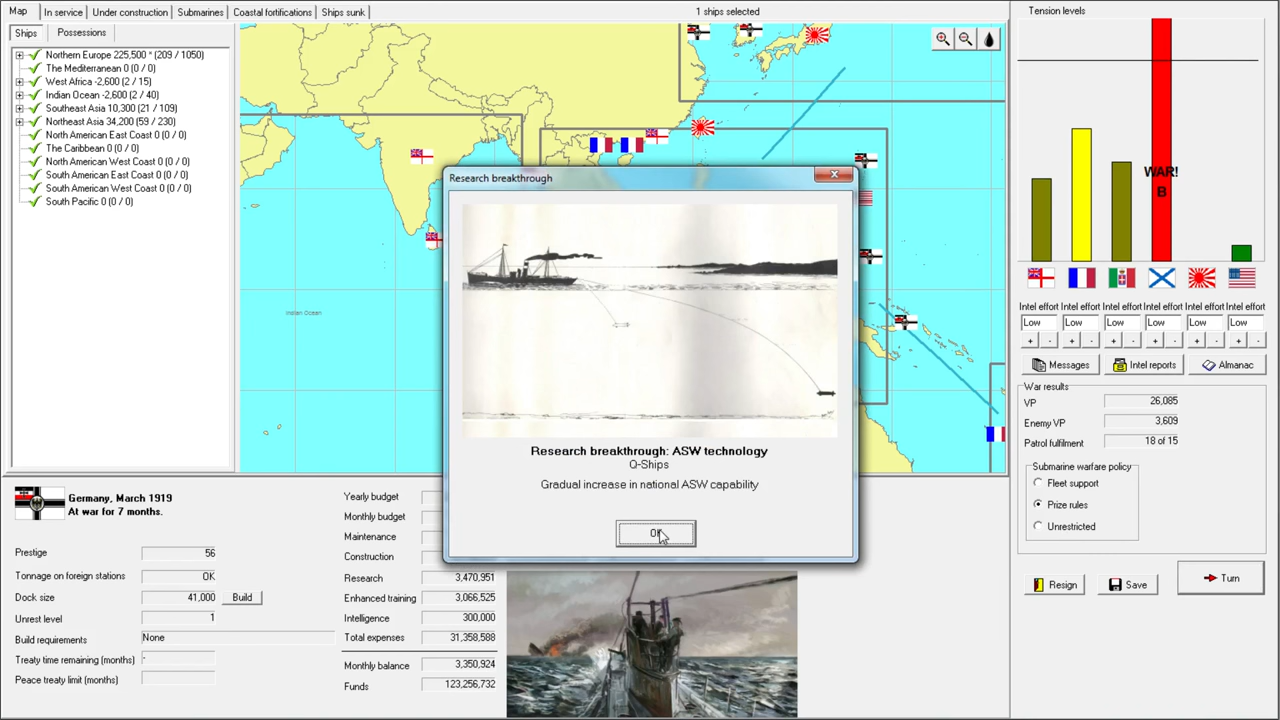 Map
In service
Under construction
Submarines
Coastal fortifications
Ships sunk
1 ships selected
Tension levels
Ships
Possessions
Northern Europe 225,500 * (209 / 1050)
The Mediterranean 0 (0 / 0)
West Africa -2,600 (2 / 15)
Indian Ocean -2,600 (2 / 40)
Southeast Asia 10,300 (21 / 109)
Northeast Asia 34,200 (59 / 230)
North American East Coast 0 (0 / 0)
The Caribbean 0 (0 / 0)
North American West Coast 0 (0 / 0)
South American East Coast 0 (0 / 0)
South American West Coast 0 (0 / 0)
South Pacific 0 (0 / 0)
Indian Ocean
Research breakthrough
Research breakthrough: ASW technology
Q-Ships
Gradual increase in national ASW capability
OK
WAR!
B
Intel effort Intel effort Intel effort Intel effort Intel effort Intel effort
Low Low Low Low Low Low
+ - + - + - + - + - + -
Messages
Intel reports
Almanac
War results
VP 26,085
Enemy VP 3,609
Patrol fulfilment 18 of 15
Submarine warfare policy
Fleet support
Prize rules
Unrestricted
Resign
Save
Turn
Germany, March 1919
At war for 7 months.
Prestige 56
Tonnage on foreign stations OK
Dock size 41,000 Build
Unrest level 1
Build requirements None
Treaty time remaining (months) -
Peace treaty limit (months)
Yearly budget
Monthly budget
Maintenance
Construction
Research 3,470,951
Enhanced training 3,066,525
Intelligence 300,000
Total expenses 31,358,588
Monthly balance 3,350,924
Funds 123,256,732